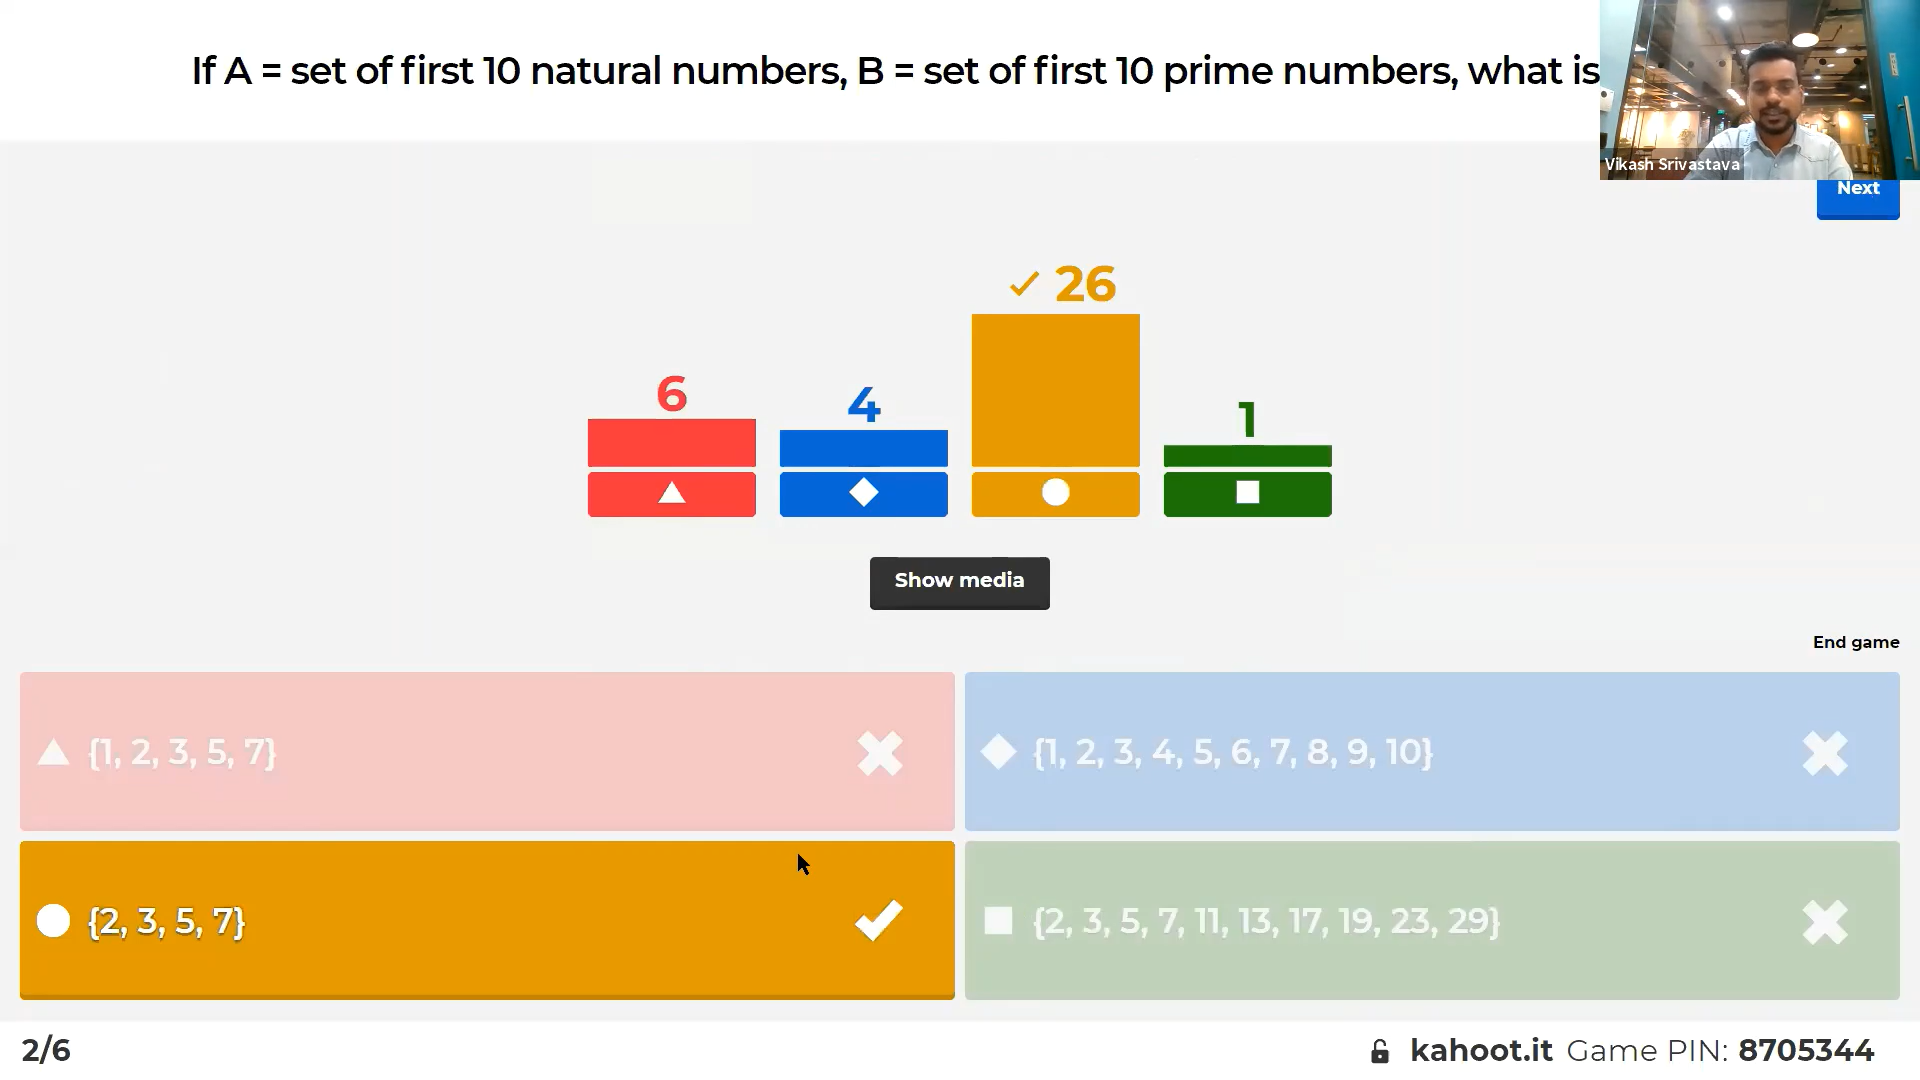 If A = set of first 10 natural numbers, B = set of first 10 prime numbers, what is
Vikash Srivastava
Next
26
6
4
1
Show media
End game
{1, 2, 3, 5, 7}
{1, 2, 3, 4, 5, 6, 7, 8, 9, 10}
{2, 3, 5, 7}
{2, 3, 5, 7, 11, 13, 17, 19, 23, 29}
2/6
kahoot.it Game PIN: 8705344